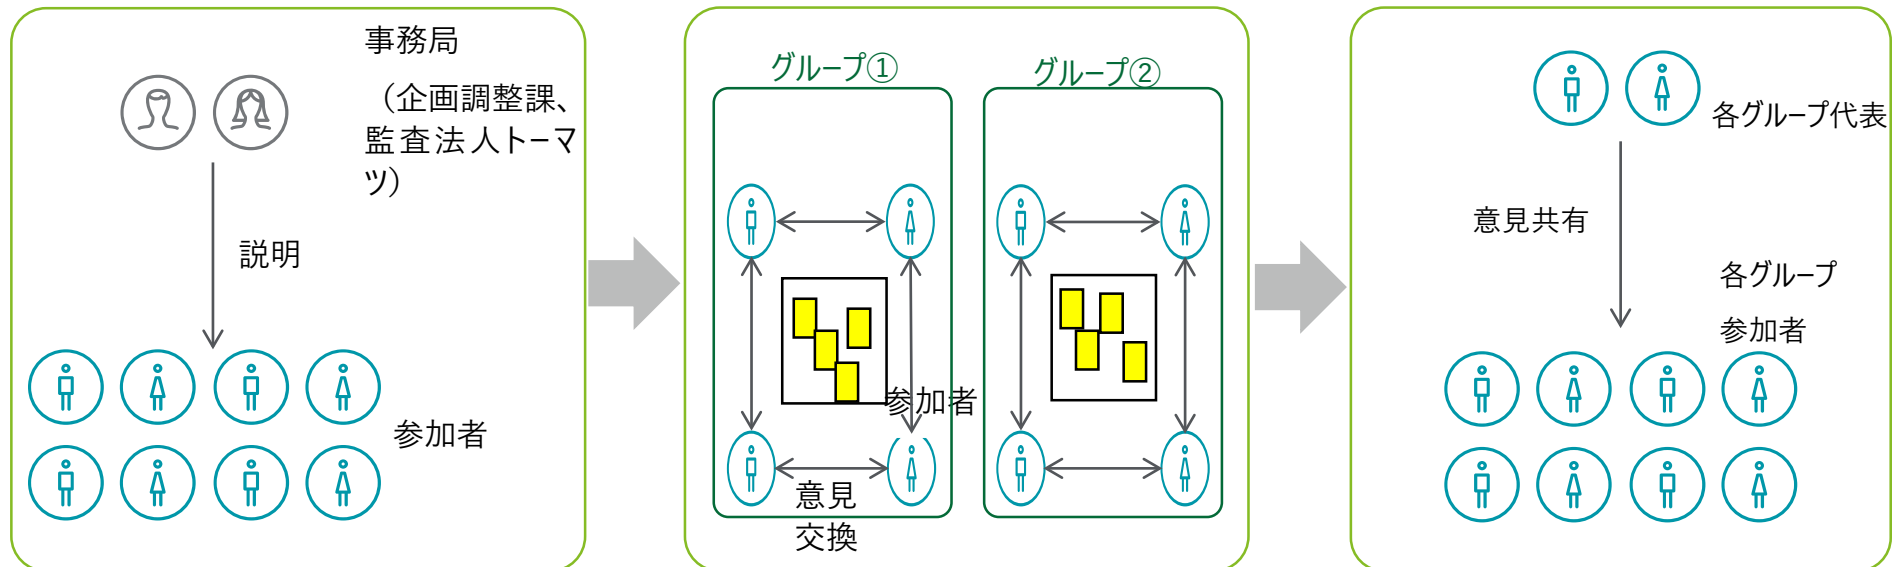 事務局
（企画調整課、
監査法人トーマ
ツ）
説明
参加者
グループ①
グループ②
参加者
意見
交換
各グループ代表
意見共有
各グループ
参加者